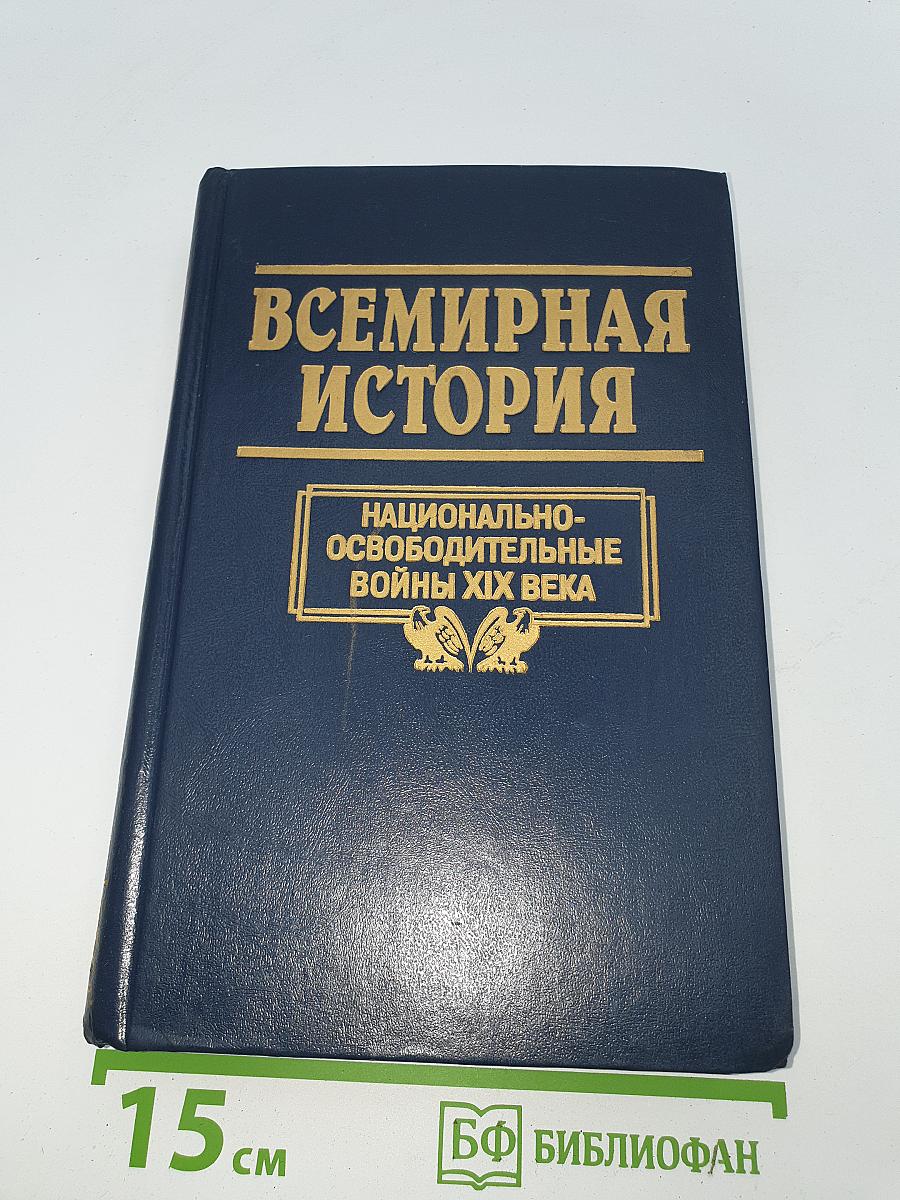 ВСЕМИРНАЯ
ИСТОРИЯ
НАЦИОНАЛЬНО-
ОСВОБОДИТЕЛЬНЫЕ
ВОЙНЫ XIX ВЕКА
15 см
БФ БИБЛИОФАН